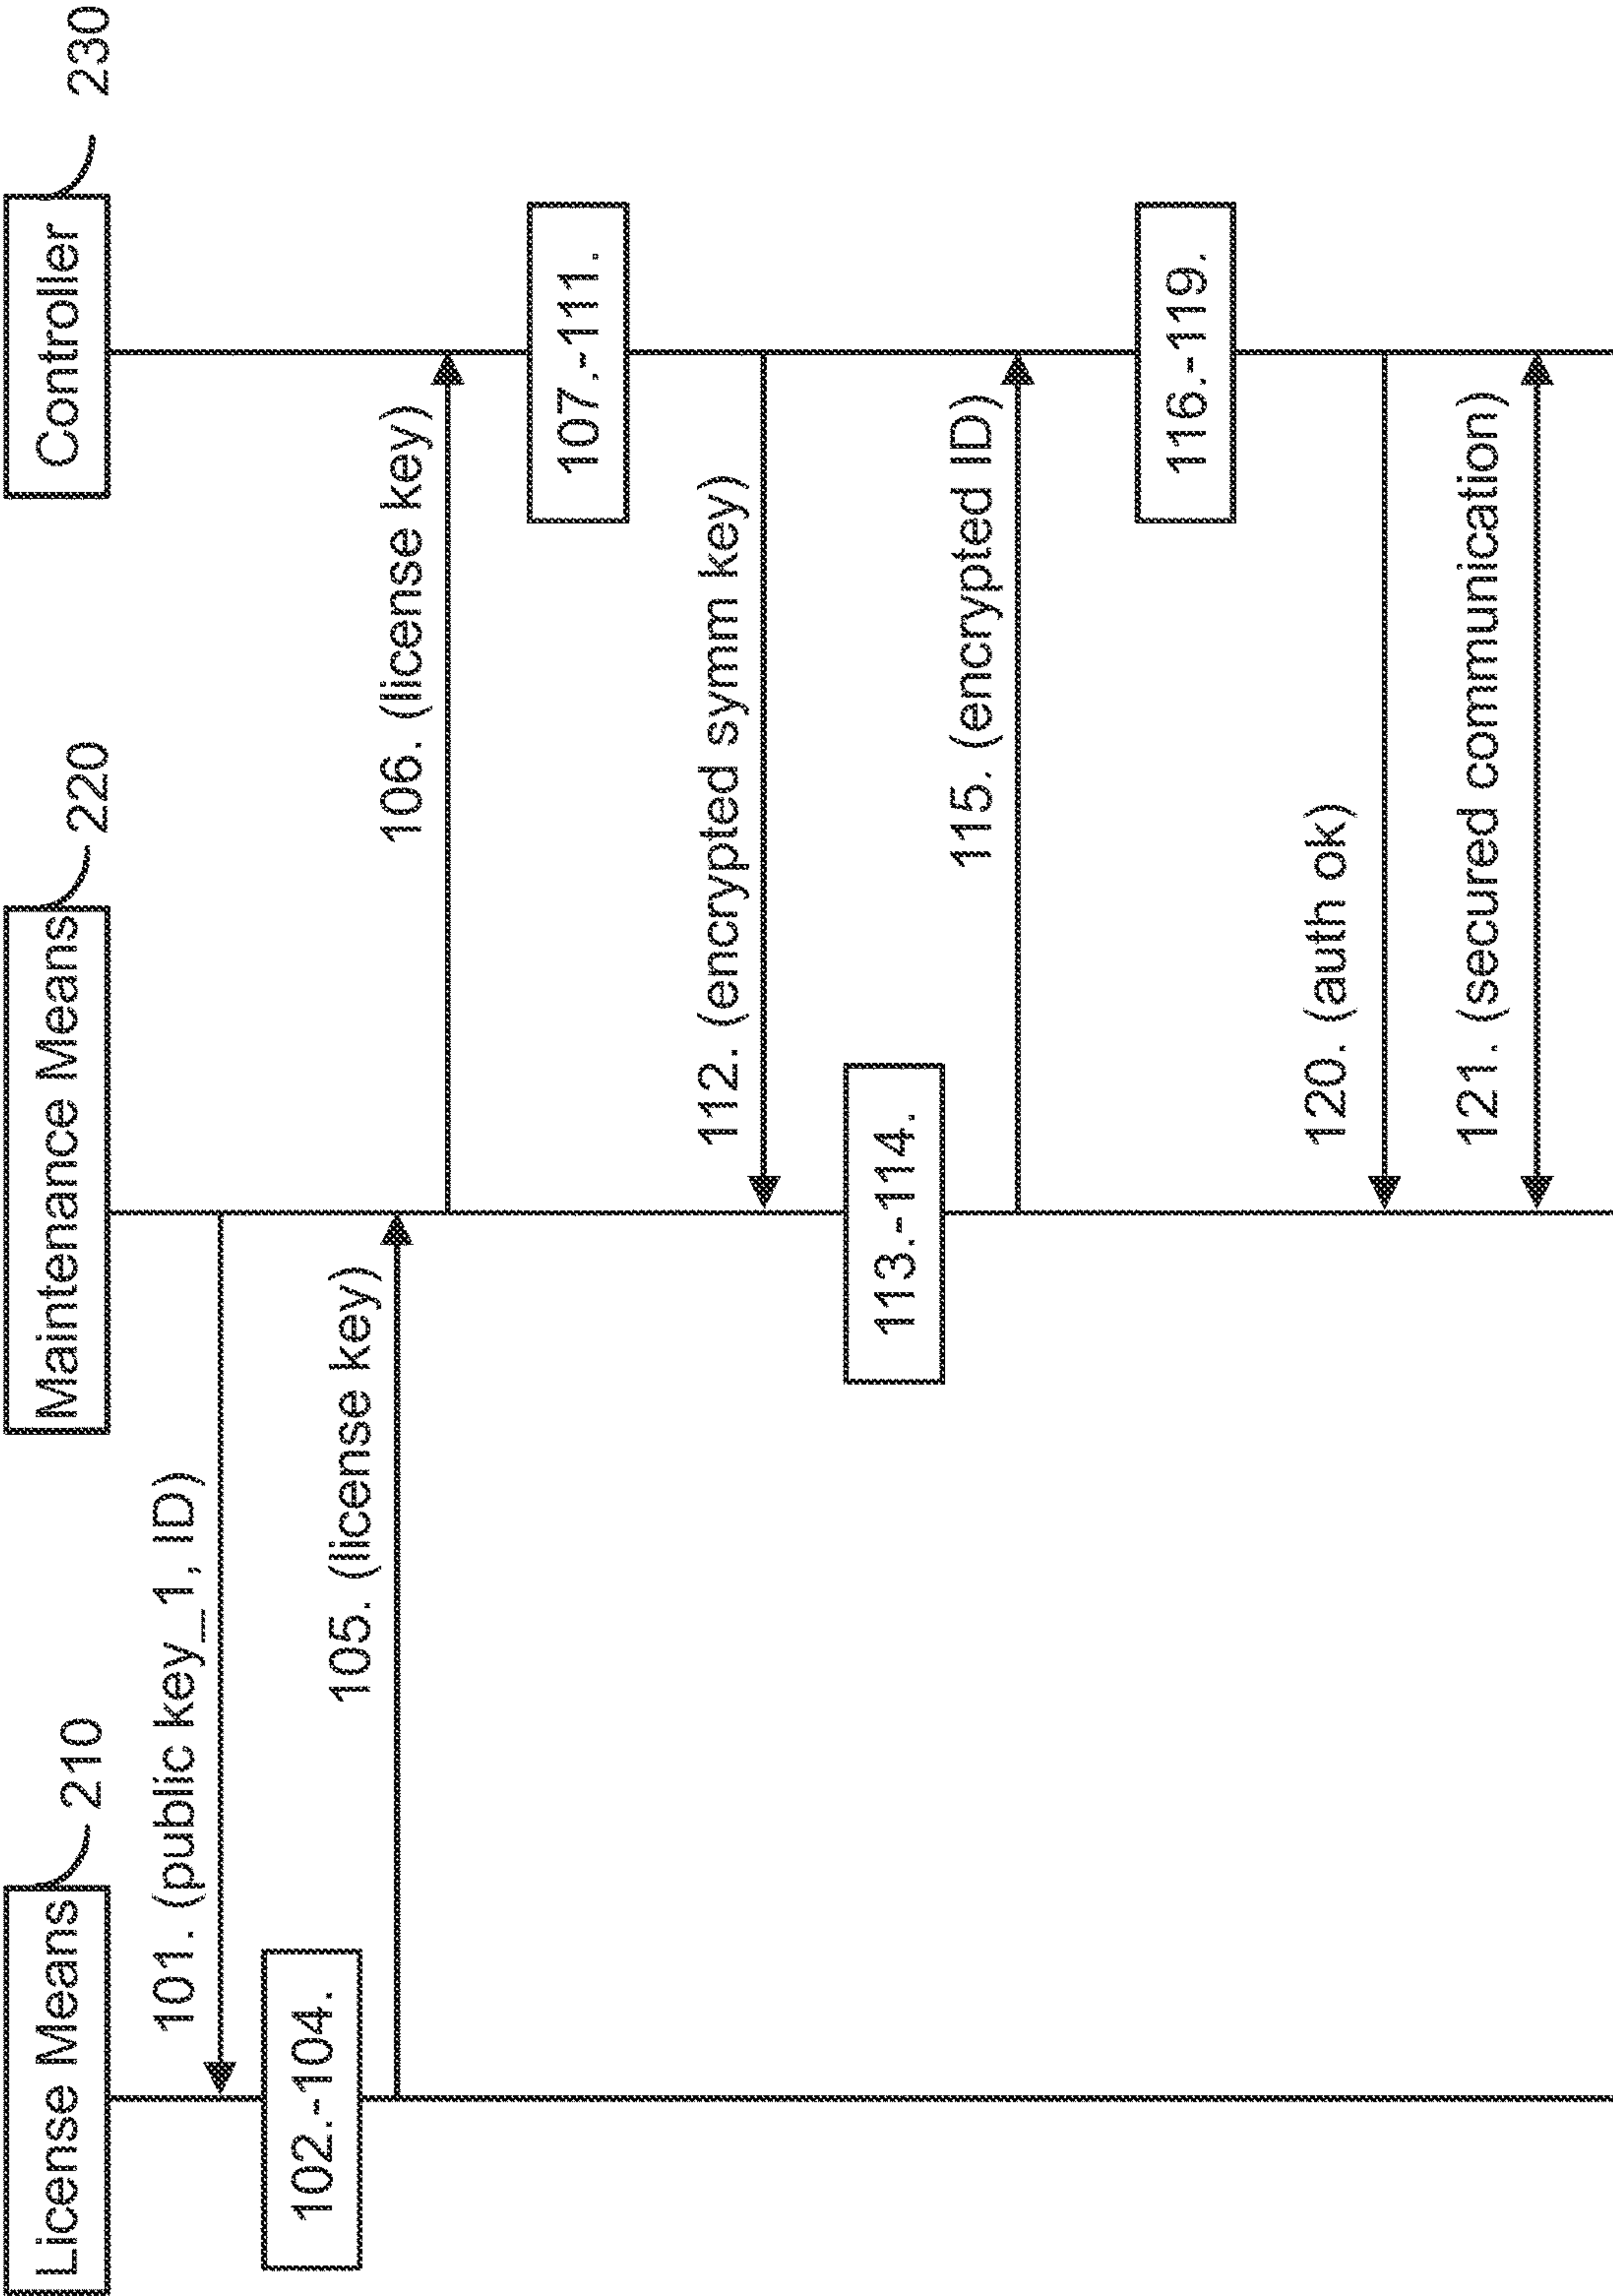 License Means
210
Maintenance Means
220
Controller
230
101. (public key_1, ID)
102.-104.
105. (license key)
106. (license key)
107.-111.
112. (encrypted symm key)
113.-114.
115. (encrypted ID)
116.-119.
120. (auth ok)
121. (secured communication)